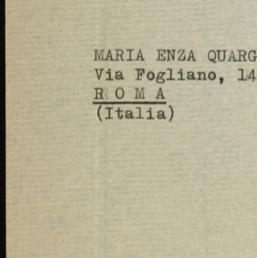 MARIA ENZA QUARG
Via Fogliano, 14
R O M A
(Italia)